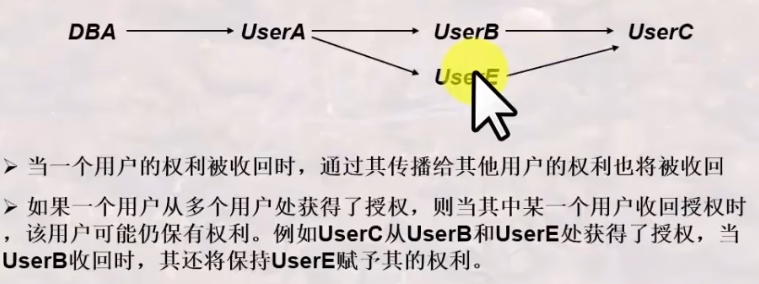 DBA UserA UserB UserC
UserE
➢ 当一个用户的权利被收回时，通过其传播给其他用户的权利也将被收回
➢ 如果一个用户从多个用户处获得了授权，则当其中某一个用户收回授权时
，该用户可能仍保有权利。例如UserC从UserB和UserE处获得了授权，当
UserB收回时，其还将保持UserE赋予其的权利。